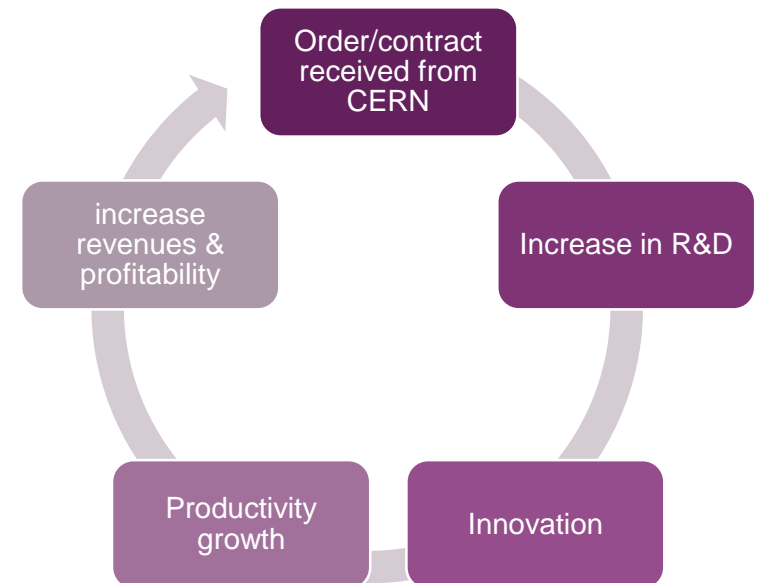 Order/contract
received from
CERN
Increase in R&D
Innovation
Productivity
growth
increase
revenues &
profitability